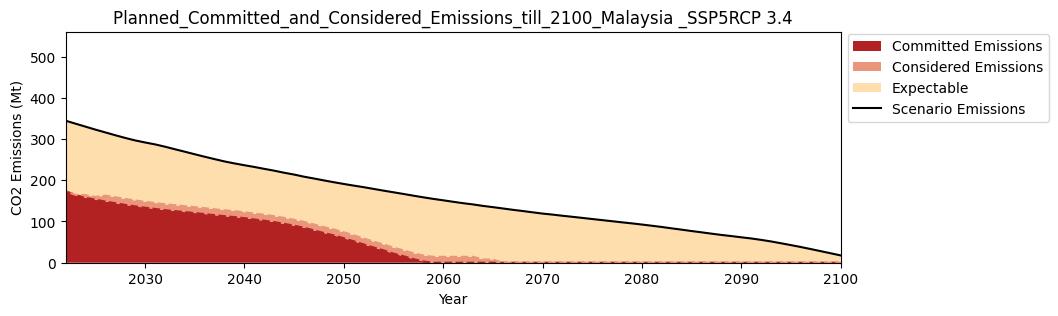 Planned_Committed_and_Considered_Emissions_till_2100_Malaysia _SSP5RCP 3.4
CO2 Emissions (Mt)
500
400
300
200
100
0
2030 2040 2050 2060 2070 2080 2090 2100
Year
Committed Emissions
Considered Emissions
Expectable
Scenario Emissions